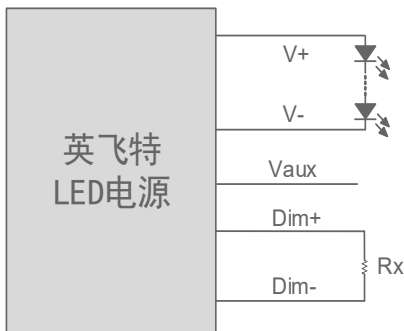 V+
V-
英飞特
LED电源
Vaux
Dim+
Rx
Dim-